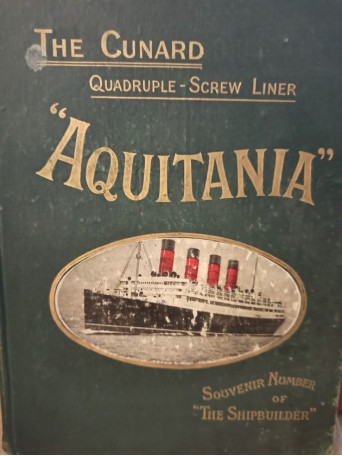 The Cunard
Quadruple-Screw Liner
"Aquitania"
Souvenir Number
of
"The Shipbuilder"